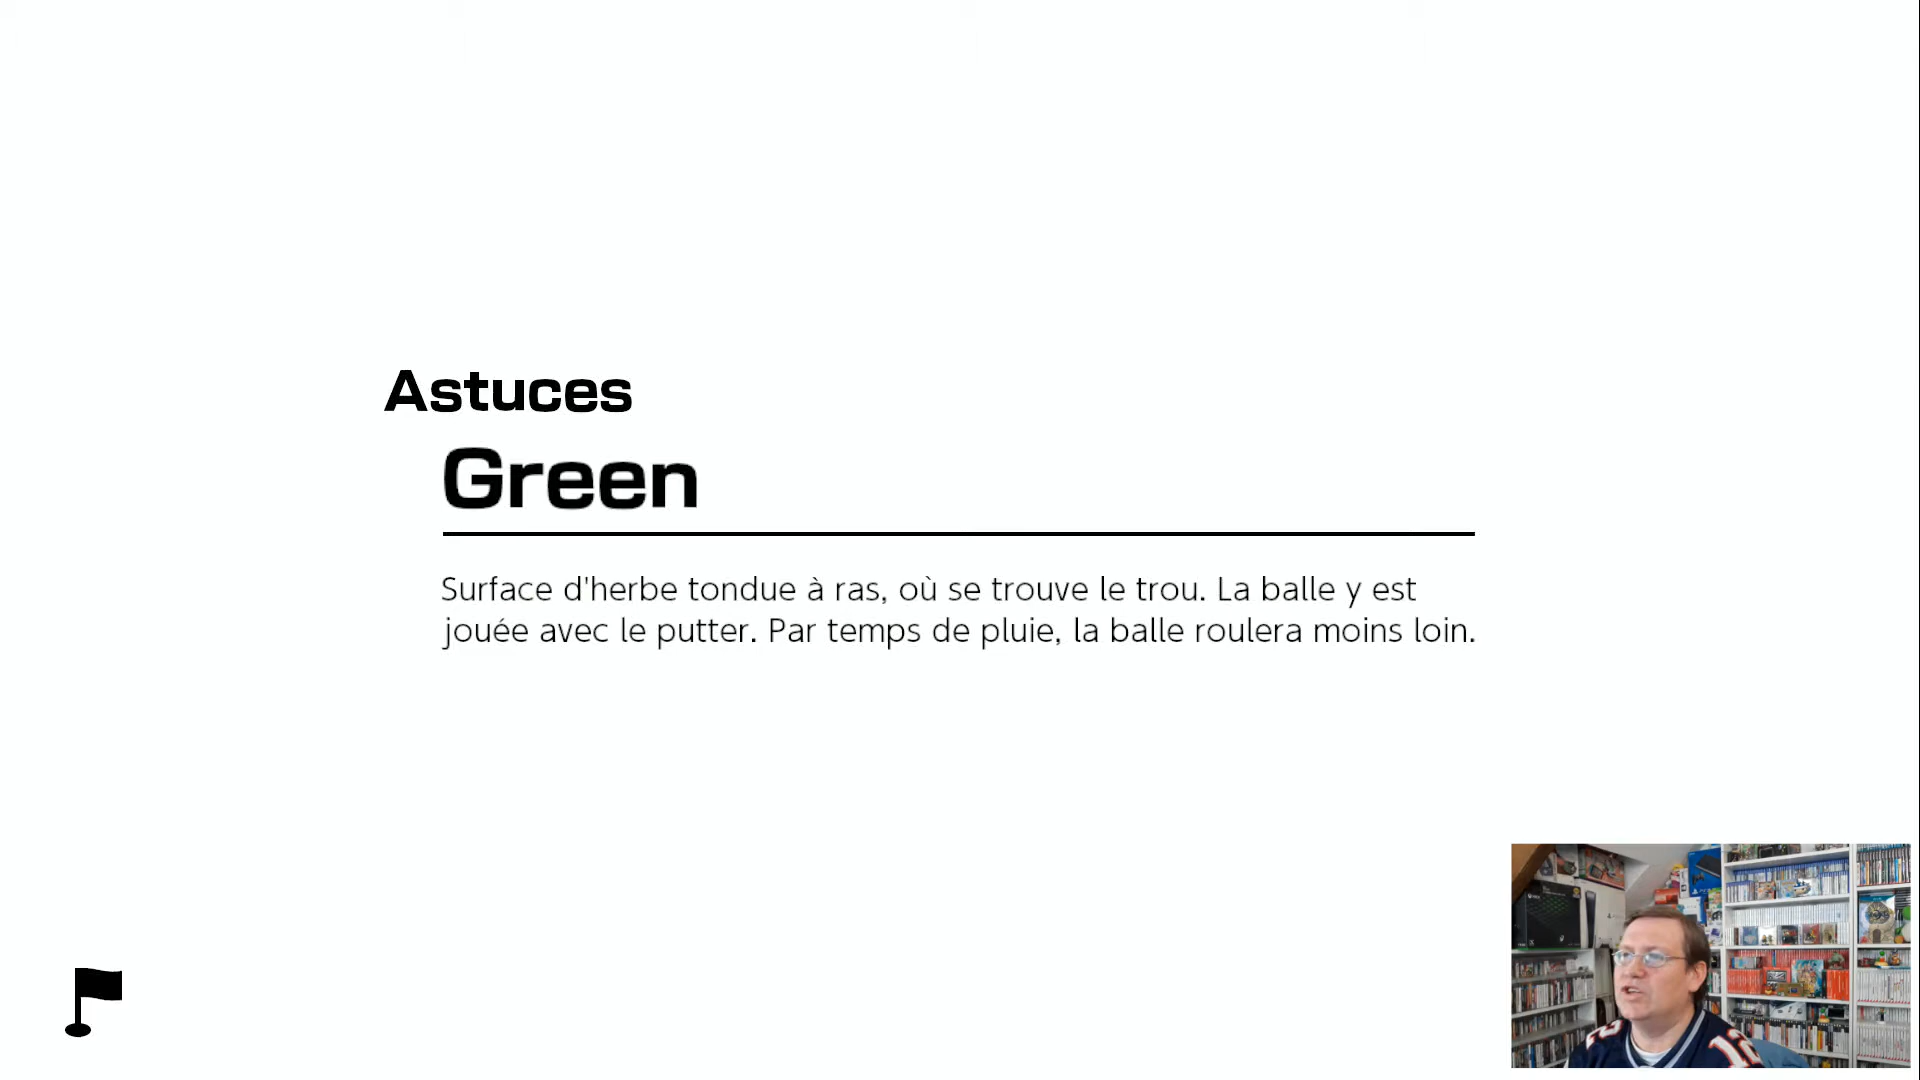 Astuces
Green
Surface d'herbe tondue à ras, où se trouve le trou. La balle y est
jouée avec le putter. Par temps de pluie, la balle roulera moins loin.
12